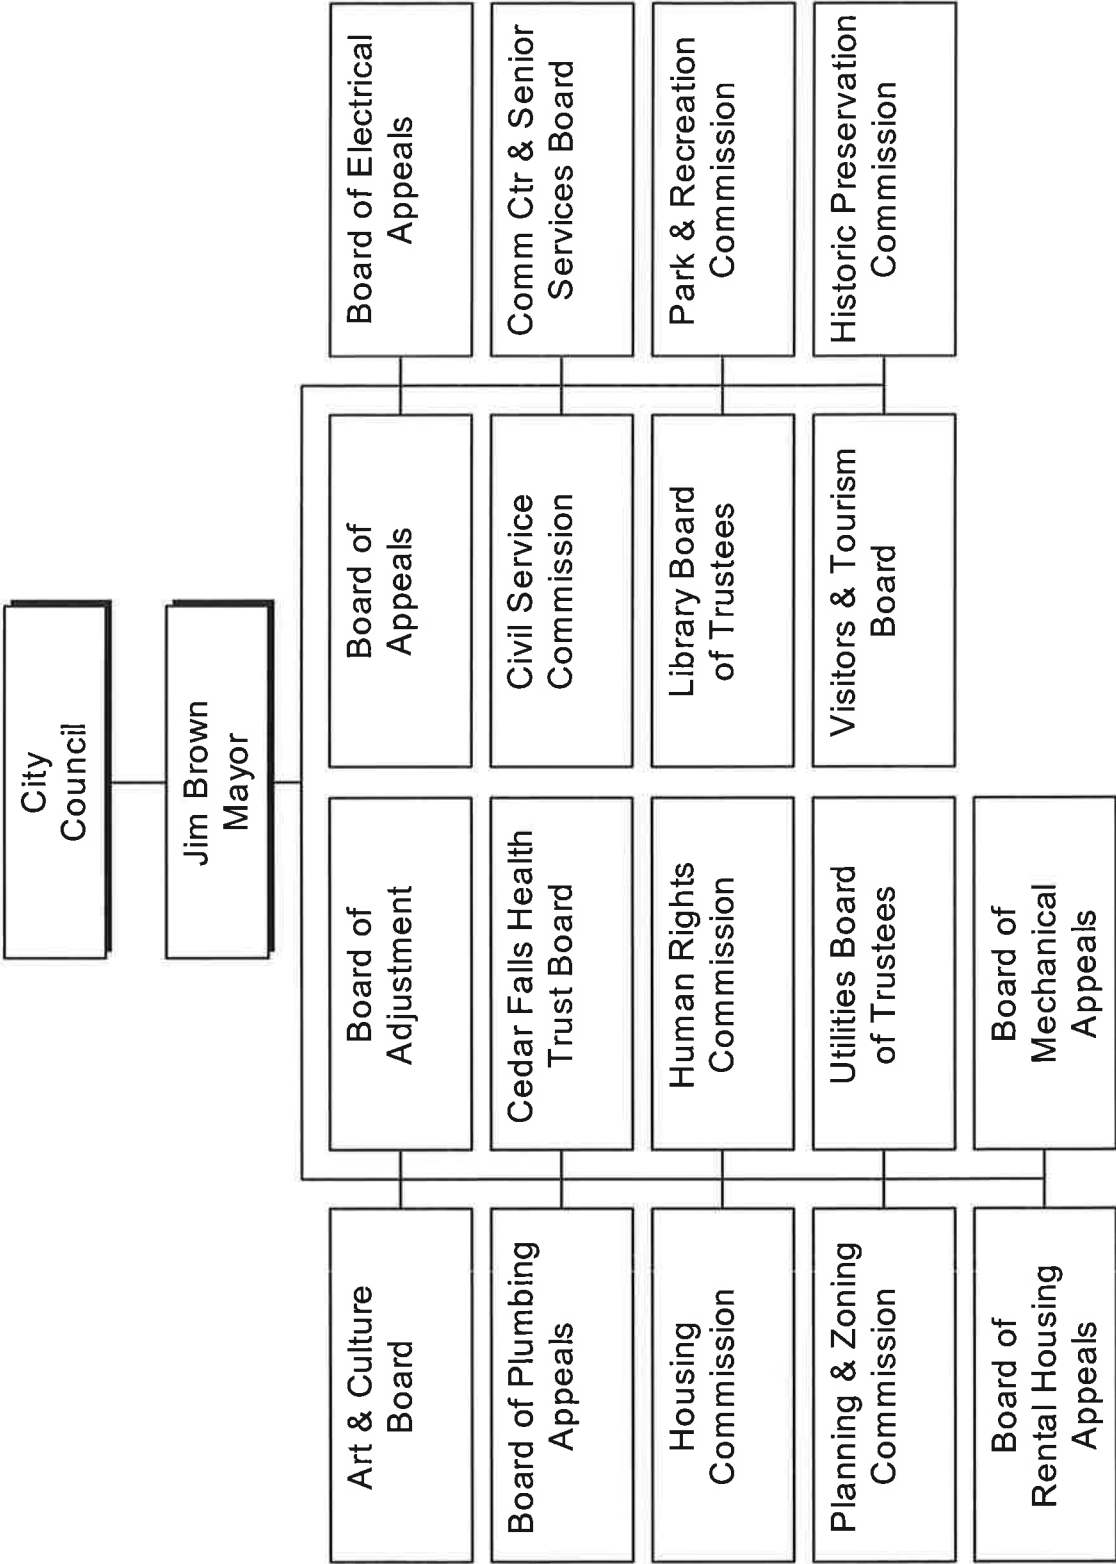 City
Council
Jim Brown
Mayor
Art & Culture
Board
Board of
Adjustment
Board of
Appeals
Board of Electrical
Appeals
Board of Plumbing
Appeals
Cedar Falls Health
Trust Board
Civil Service
Commission
Comm Ctr & Senior
Services Board
Housing
Commission
Human Rights
Commission
Library Board
of Trustees
Park & Recreation
Commission
Planning & Zoning
Commission
Utilities Board
of Trustees
Visitors & Tourism
Board
Historic Preservation
Commission
Board of
Rental Housing
Appeals
Board of
Mechanical
Appeals